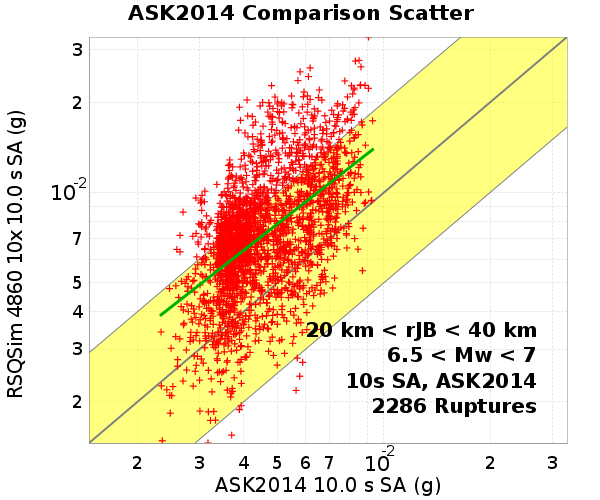 ASK2014 Comparison Scatter
RSQSim 4860 10x 10.0 s SA (g)
3
2
10-2
7
5
4
3
2
20 km < rJB < 40 km
6.5 < Mw < 7
10s SA, ASK2014
2286 Ruptures
2 3 4 5 6 7 10-2 2 3
ASK2014 10.0 s SA (g)